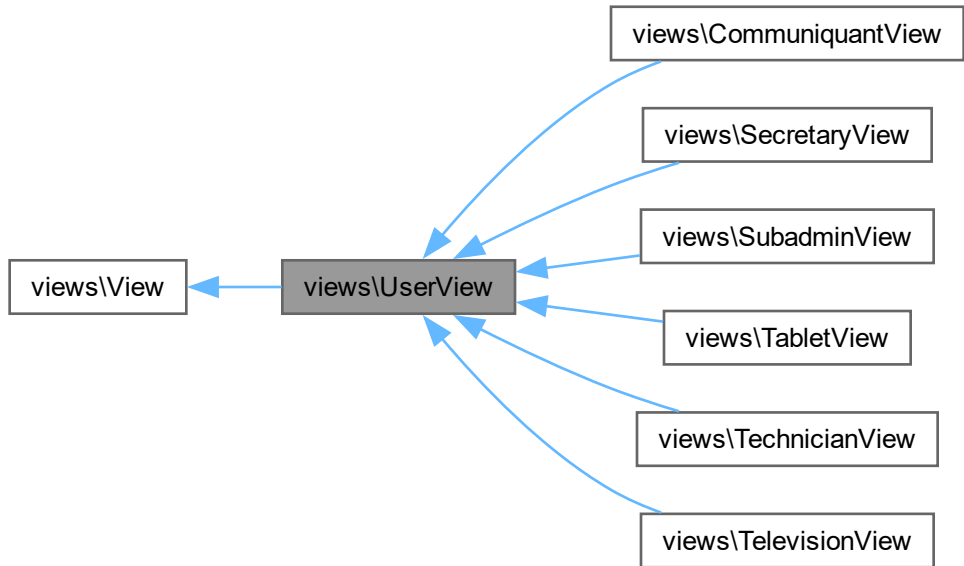 views\CommuniquantView
views\SecretaryView
views\SubadminView
views\View
views\UserView
views\TabletView
views\TechnicianView
views\TelevisionView